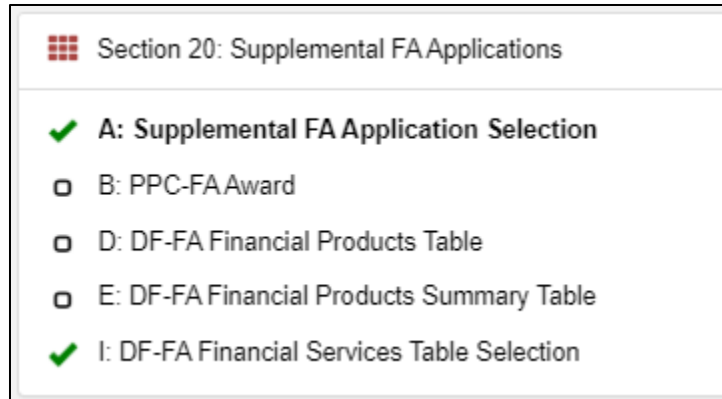 Section 20: Supplemental FA Applications
A: Supplemental FA Application Selection
B: PPC-FA Award
D: DF-FA Financial Products Table
E: DF-FA Financial Products Summary Table
I: DF-FA Financial Services Table Selection